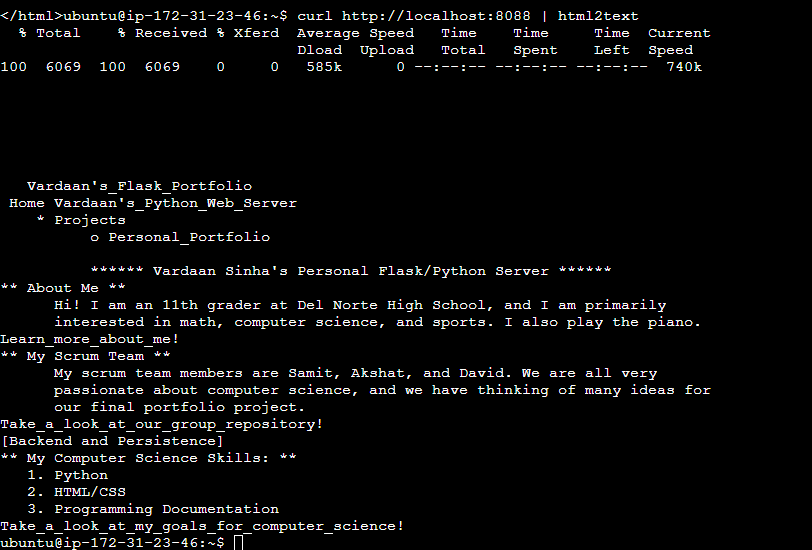 </html>ubuntu@ip-172-31-23-46:~$ curl http://localhost:8088 | html2text
  % Total    % Received % Xferd  Average Speed   Time    Time     Time  Current
                                 Dload  Upload   Total   Spent    Left  Speed
100  6069  100  6069    0     0   585k      0 --:--:-- --:--:-- --:--:--  740k
   Vardaan's_Flask_Portfolio
 Home Vardaan's_Python_Web_Server
    * Projects
          o Personal_Portfolio
          ****** Vardaan Sinha's Personal Flask/Python Server ******
** About Me **
      Hi! I am an 11th grader at Del Norte High School, and I am primarily
      interested in math, computer science, and sports. I also play the piano.
Learn_more_about_me!
** My Scrum Team **
      My scrum team members are Samit, Akshat, and David. We are all very
      passionate about computer science, and we have thinking of many ideas for
      our final portfolio project.
Take_a_look_at_our_group_repository!
[Backend and Persistence]
** My Computer Science Skills: **
   1. Python
   2. HTML/CSS
   3. Programming Documentation
Take_a_look_at_my_goals_for_computer_science!
ubuntu@ip-172-31-23-46:~$